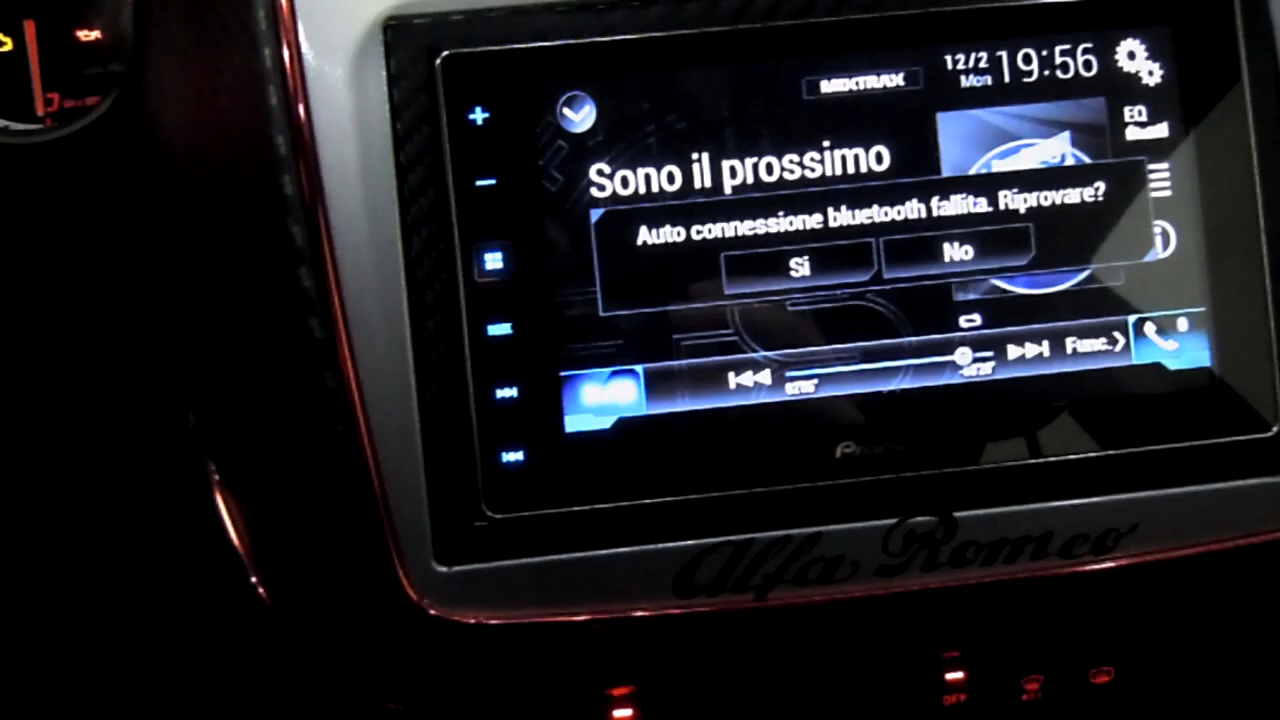 MIXTRAX
12/2
Mon
19:56
EQ
Sono il prossimo
Auto connessione bluetooth fallita. Riprovare?
Si
No
Func.
Pioneer
Alfa Romeo
OFF